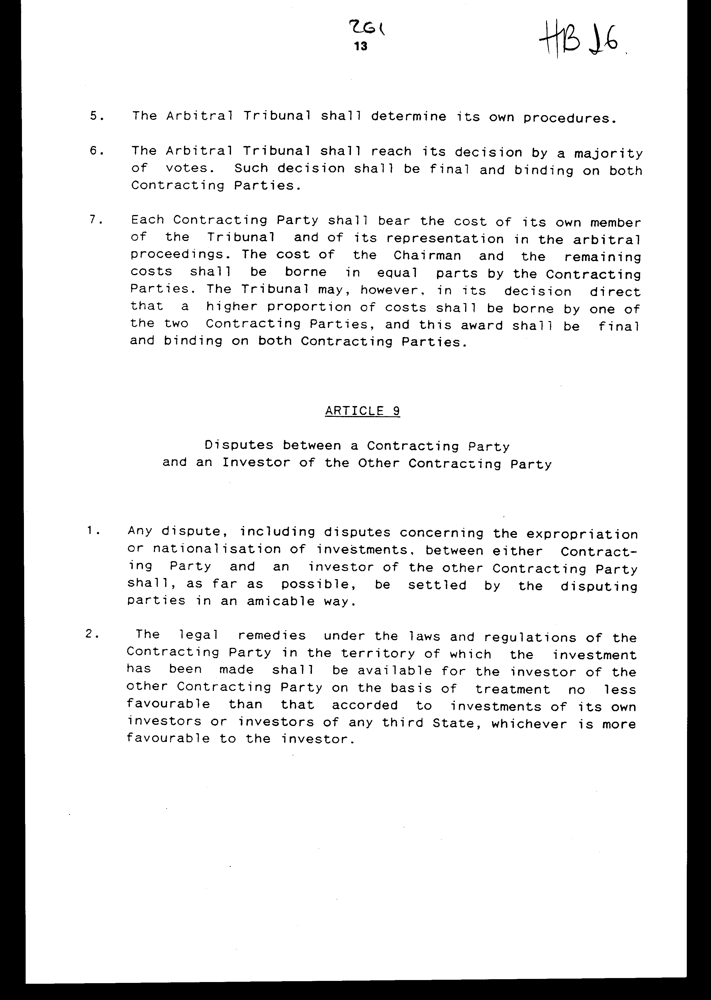 261
13
HB 16
5. The Arbitral Tribunal shall determine its own procedures.
6. The Arbitral Tribunal shall reach its decision by a majority
of votes. Such decision shall be final and binding on both
Contracting Parties.
7. Each Contracting Party shall bear the cost of its own member
of the Tribunal and of its representation in the arbitral
proceedings. The cost of the Chairman and the remaining
costs shall be borne in equal parts by the Contracting
Parties. The Tribunal may, however, in its decision direct
that a higher proportion of costs shall be borne by one of
the two Contracting Parties, and this award shall be final
and binding on both Contracting Parties.
ARTICLE 9
Disputes between a Contracting Party
and an Investor of the Other Contracting Party
1. Any dispute, including disputes concerning the expropriation
or nationalisation of investments, between either Contract-
ing Party and an investor of the other Contracting Party
shall, as far as possible, be settled by the disputing
parties in an amicable way.
2. The legal remedies under the laws and regulations of the
Contracting Party in the territory of which the investment
has been made shall be available for the investor of the
other Contracting Party on the basis of treatment no less
favourable than that accorded to investments of its own
investors or investors of any third State, whichever is more
favourable to the investor.